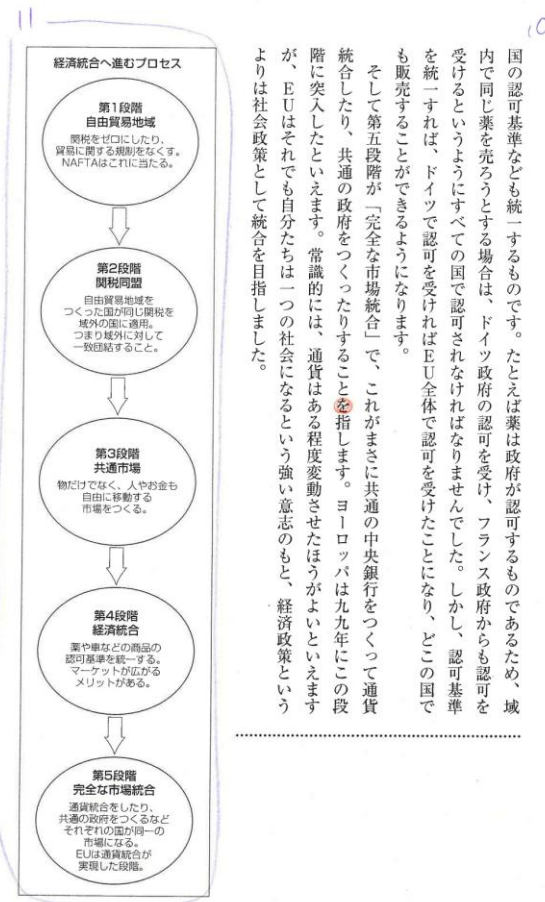 国の認可基準なども統一するものです。たとえば薬は政府が認可するものであるため、域
内で同じ薬を売ろうとする場合は、ドイツ政府の認可を受け、フランス政府からも認可を
受けるというようにすべての国で認可されなければなりませんでした。しかし、認可基準
を統一すれば、ドイツで認可を受ければEU全体で認可を受けたことになり、どこの国で
も販売することができるようになります。
そして第五段階が「完全な市場統合」で、これがまさに共通の中央銀行をつくって通貨
統合したり、共通の政府をつくったりすることを指します。ヨーロッパは九九年にこの段
階に突入したといえます。常識的には、通貨はある程度変動させたほうがよいといえます
が、EUはそれでも自分たちは一つの社会になるという強い意志のもと、経済政策という
よりは社会政策として統合を目指しました。
11
経済統合へ進むプロセス
第1段階
自由貿易地域
関税をゼロにしたり、
貿易に関する規制をなくす。
NAFTAはこれに当たる。
第2段階
関税同盟
自由貿易地域を
つくった国が同じ関税を
域外の国に適用。
つまり域外に対して
一致団結すること。
第3段階
共通市場
物だけでなく、人やお金も
自由に移動する
市場をつくる。
第4段階
経済統合
薬や車などの商品の
認可基準を統一する。
マーケットが広がる
メリットがある。
第5段階
完全な市場統合
通貨統合をしたり、
共通の政府をつくるなど
それぞれの国が同一の
市場になる。
EUは通貨統合が
実現した段階。